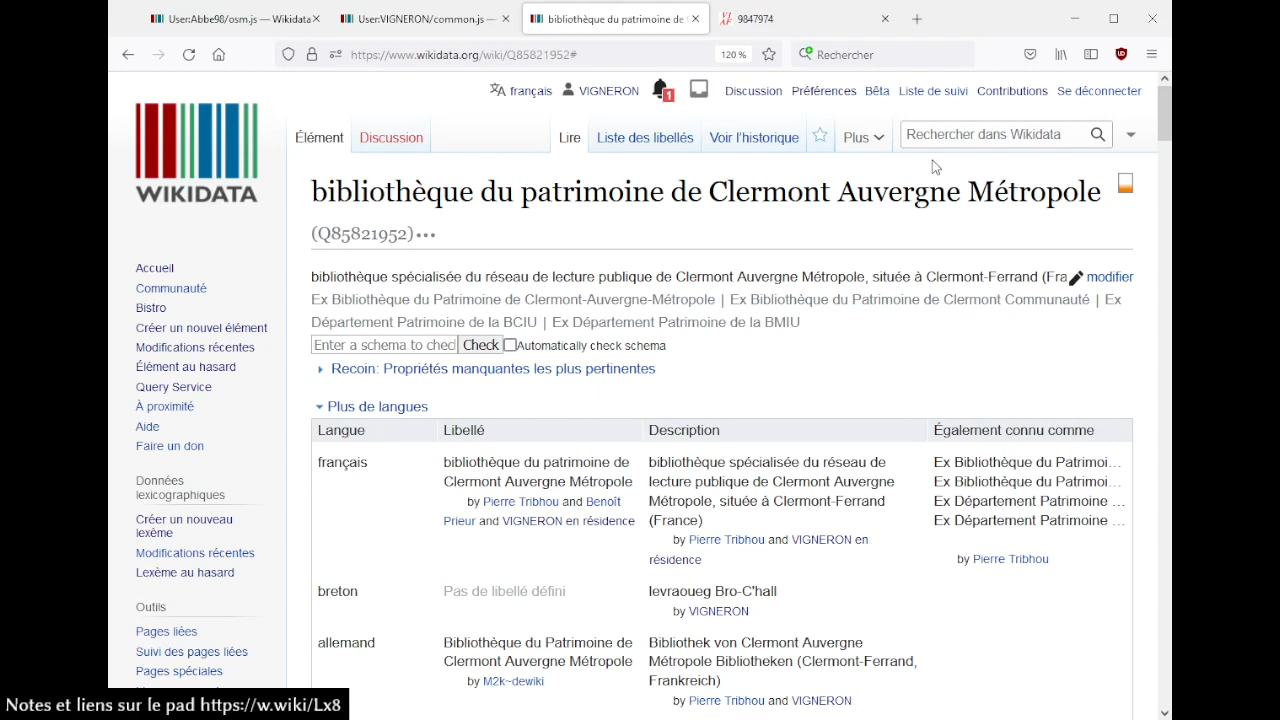 User:Abbe98/osm.js — Wikidata
User:VIGNERON/common.js —
bibliothèque du patrimoine de C
9847974
https://www.wikidata.org/wiki/Q85821952#
120 %
Rechercher
français
VIGNERON
1
Discussion
Préférences
Bêta
Liste de suivi
Contributions
Se déconnecter
WIKIDATA
Élément
Discussion
Lire
Liste des libellés
Voir l’historique
Plus
Rechercher dans Wikidata
bibliothèque du patrimoine de Clermont Auvergne Métropole
(Q85821952)
bibliothèque spécialisée du réseau de lecture publique de Clermont Auvergne Métropole, située à Clermont-Ferrand (Fra
modifier
Ex Bibliothèque du Patrimoine de Clermont-Auvergne-Métropole | Ex Bibliothèque du Patrimoine de Clermont Communauté | Ex
Département Patrimoine de la BCIU | Ex Département Patrimoine de la BMIU
Enter a schema to chec
Check
Automatically check schema
Recoin: Propriétés manquantes les plus pertinentes
Plus de langues
Langue Libellé Description Également connu comme
français
bibliothèque du patrimoine de
Clermont Auvergne Métropole
by Pierre Tribhou and Benoît
Prieur and VIGNERON en résidence
bibliothèque spécialisée du réseau de
lecture publique de Clermont Auvergne
Métropole, située à Clermont-Ferrand
(France)
by Pierre Tribhou and VIGNERON en
résidence
Ex Bibliothèque du Patrimoi…
Ex Bibliothèque du Patrimoi…
Ex Département Patrimoine …
Ex Département Patrimoine …
by Pierre Tribhou
breton
Pas de libellé défini
levraoueg Bro-C'hall
by VIGNERON
allemand
Bibliothèque du Patrimoine de
Clermont Auvergne Métropole
by M2k~dewiki
Bibliothek von Clermont Auvergne
Métropole Bibliotheken (Clermont-Ferrand,
Frankreich)
by Pierre Tribhou and VIGNERON
Accueil
Communauté
Bistro
Créer un nouvel élément
Modifications récentes
Élément au hasard
Query Service
À proximité
Aide
Faire un don
Données
lexicographiques
Créer un nouveau
lexème
Modifications récentes
Lexème au hasard
Outils
Pages liées
Suivi des pages liées
Pages spéciales
Notes et liens sur le pad https://w.wiki/Lx8